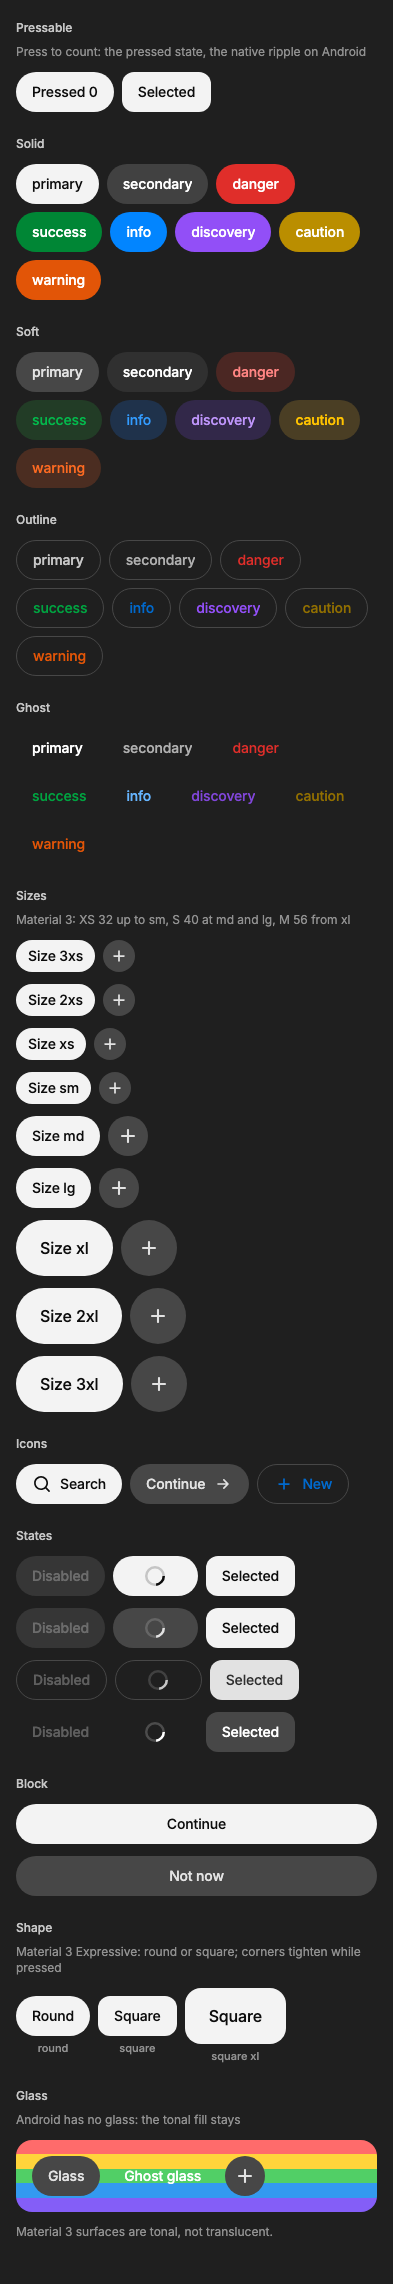 Pressable
Press to count: the pressed state, the native ripple on Android
Pressed 0 Selected
Solid
primary secondary danger
success info discovery caution
warning
Soft
primary secondary danger
success info discovery caution
warning
Outline
primary secondary danger
success info discovery caution
warning
Ghost
primary secondary danger
success info discovery caution
warning
Sizes
Material 3: XS 32 up to sm, S 40 at md and lg, M 56 from xl
Size 3xs
Size 2xs
Size xs
Size sm
Size md
Size lg
Size xl
Size 2xl
Size 3xl
Icons
Search Continue New
States
Disabled Selected
Disabled Selected
Disabled Selected
Disabled Selected
Block
Continue
Not now
Shape
Material 3 Expressive: round or square; corners tighten while
pressed
Round Square Square
round square square xl
Glass
Android has no glass: the tonal fill stays
Glass Ghost glass
Material 3 surfaces are tonal, not translucent.